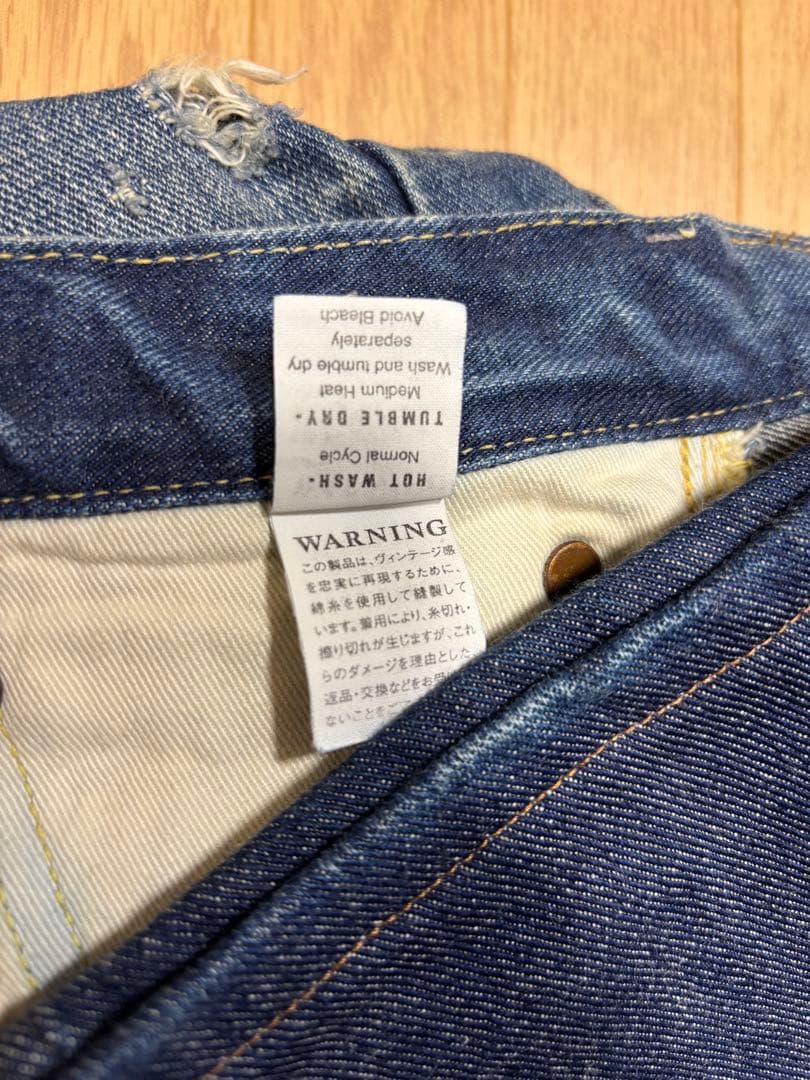 HOT WASH-
Normal Cycle
TUMBLE DRY-
Medium Heat
Wash and tumble dry
separately
Avoid Bleach
WARNING
この製品は、ヴィンテージ感
を忠実に再現するために、
綿糸を使用して縫製して
います。着用により、糸切れ・
擦り切れが生じますが、これ
らのダメージを理由とした
返品・交換などをお受
ないことを